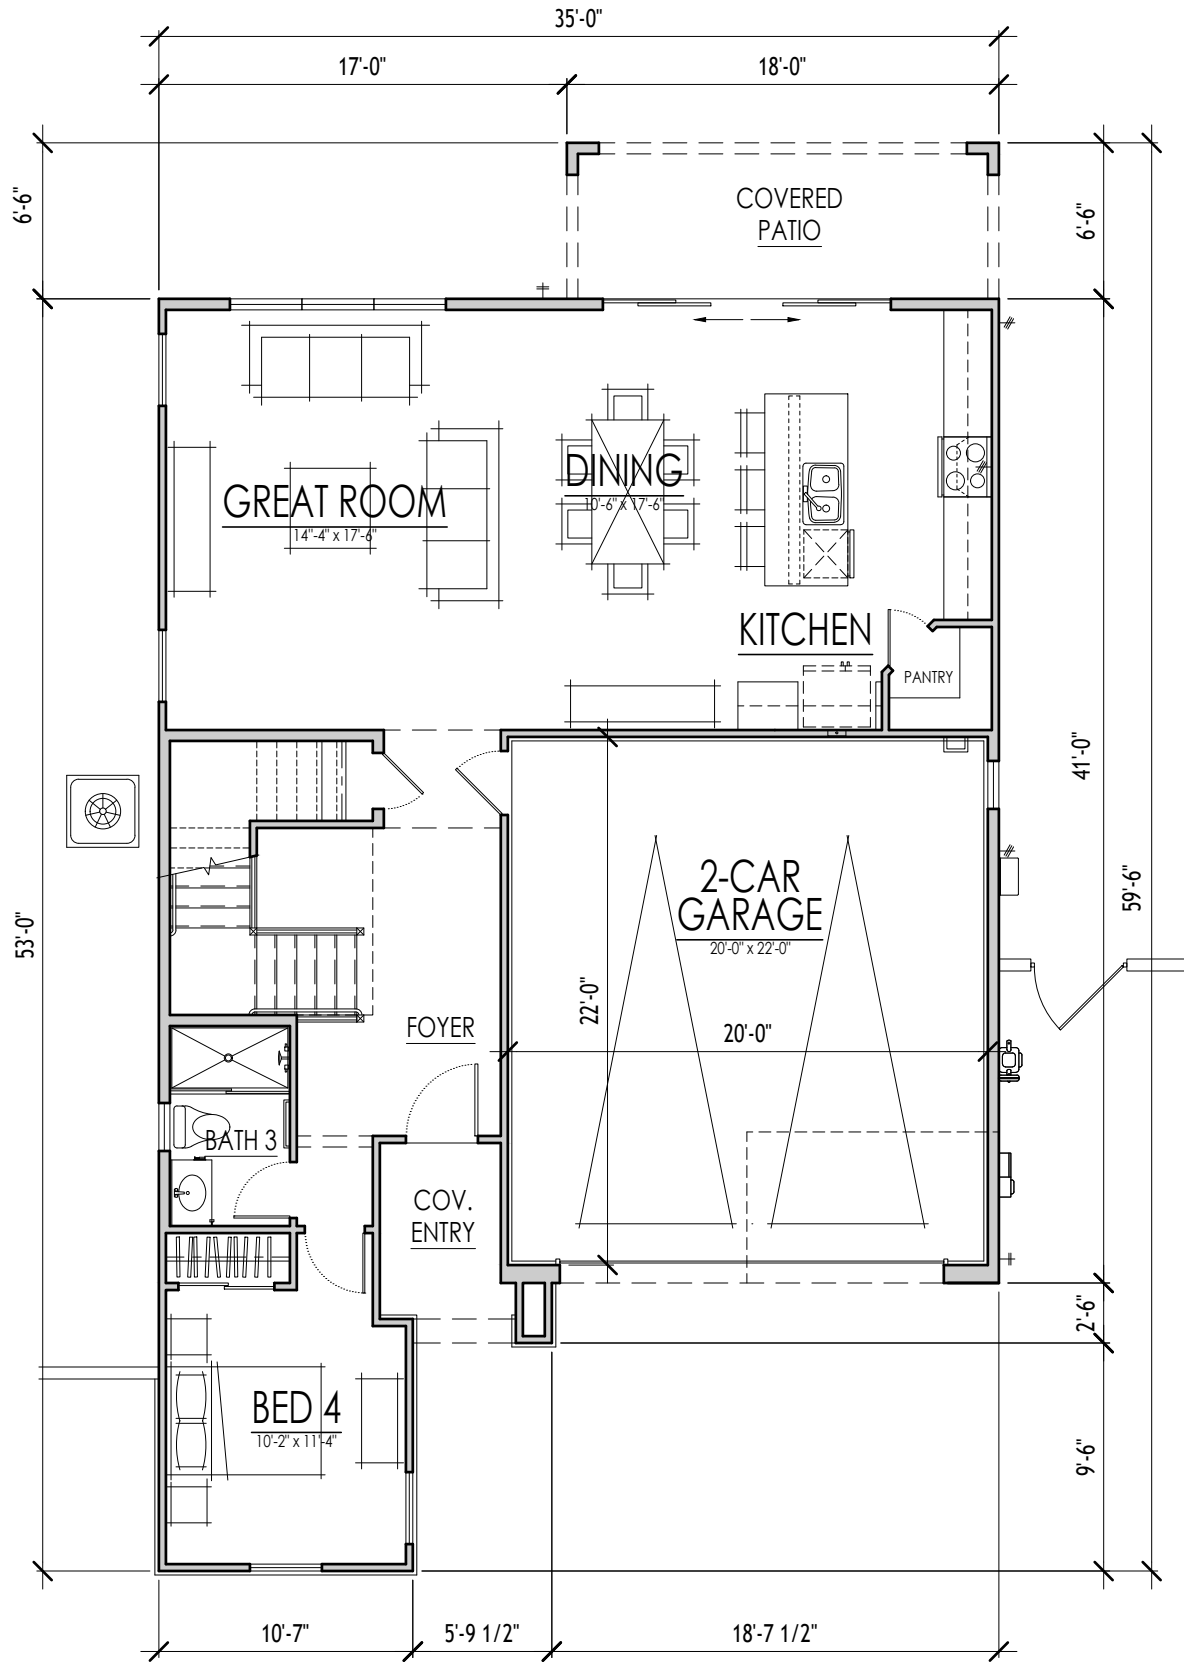 35'-0"
17'-0"
18'-0"
6'-6"
COVERED
PATIO
6'-6"
DINING
10'-6" x 17'-6"
GREAT ROOM
14"-4" x 17'-6"
KITCHEN
PANTRY
41'-0"
2-CAR
GARAGE
20'-0" x 22'-0"
59'-6"
53'-0"
22'-0"
FOYER
20'-0"
BATH 3
COV.
ENTRY
2'-6"
BED 4
10'-2" x 11'-4"
9'-6"
10'-7"
5'-9 1/2"
18'-7 1/2"